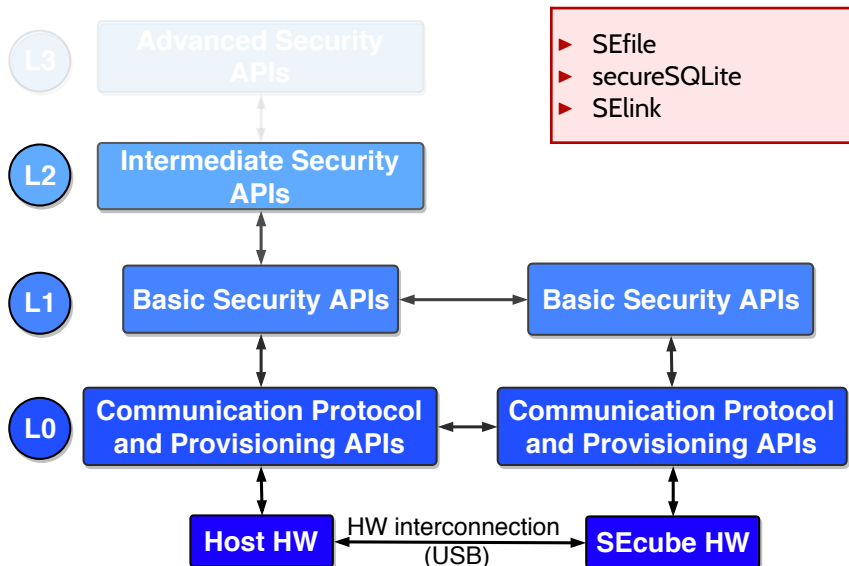 L3
Advanced Security
APIs
► SEfile
► secureSQLite
► SElink
L2
Intermediate Security
APIs
L1
Basic Security APIs
Basic Security APIs
L0
Communication Protocol
and Provisioning APIs
Communication Protocol
and Provisioning APIs
Host HW
HW interconnection
(USB)
SEcube HW